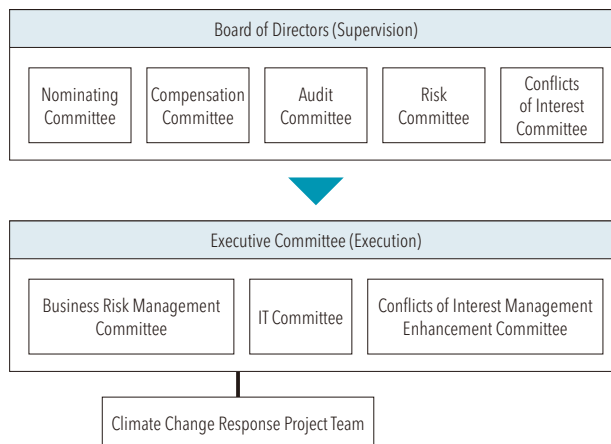 Board of Directors (Supervision)
Nominating
Committee
Compensation
Committee
Audit
Committee
Risk
Committee
Conflicts
of Interest
Committee
Executive Committee (Execution)
Business Risk Management
Committee
IT Committee
Conflicts of Interest Management
Enhancement Committee
Climate Change Response Project Team